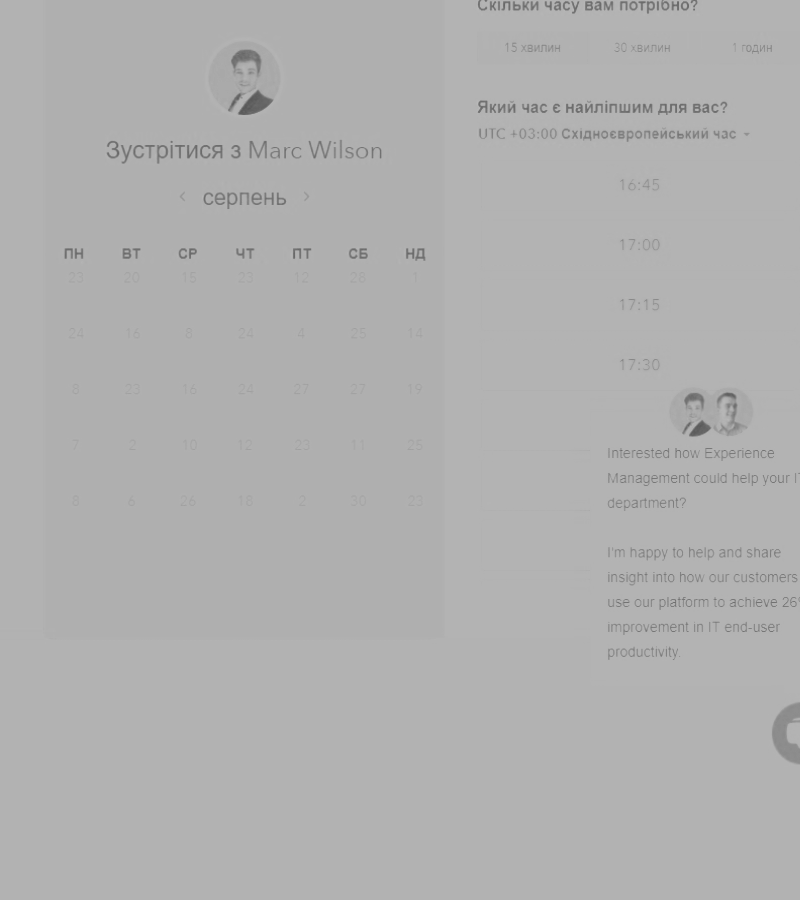 Скільки часу вам потрібно?
15 хвилин 30 хвилин 1 годин
Який час є найліпшим для вас?
UTC +03:00 Східноєвропейський час
16:45
17:00
17:15
17:30
Зустрітися з Marc Wilson
серпень
ПН ВТ СР ЧТ ПТ СБ НД
23 20 15 23 12 28 1
24 16 8 24 4 25 14
8 23 16 24 27 27 19
7 2 10 12 23 11 25
8 6 26 18 2 30 23
Interested how Experience
Management could help your IT
department?
I'm happy to help and share
insight into how our customers
use our platform to achieve 26%
improvement in IT end-user
productivity.